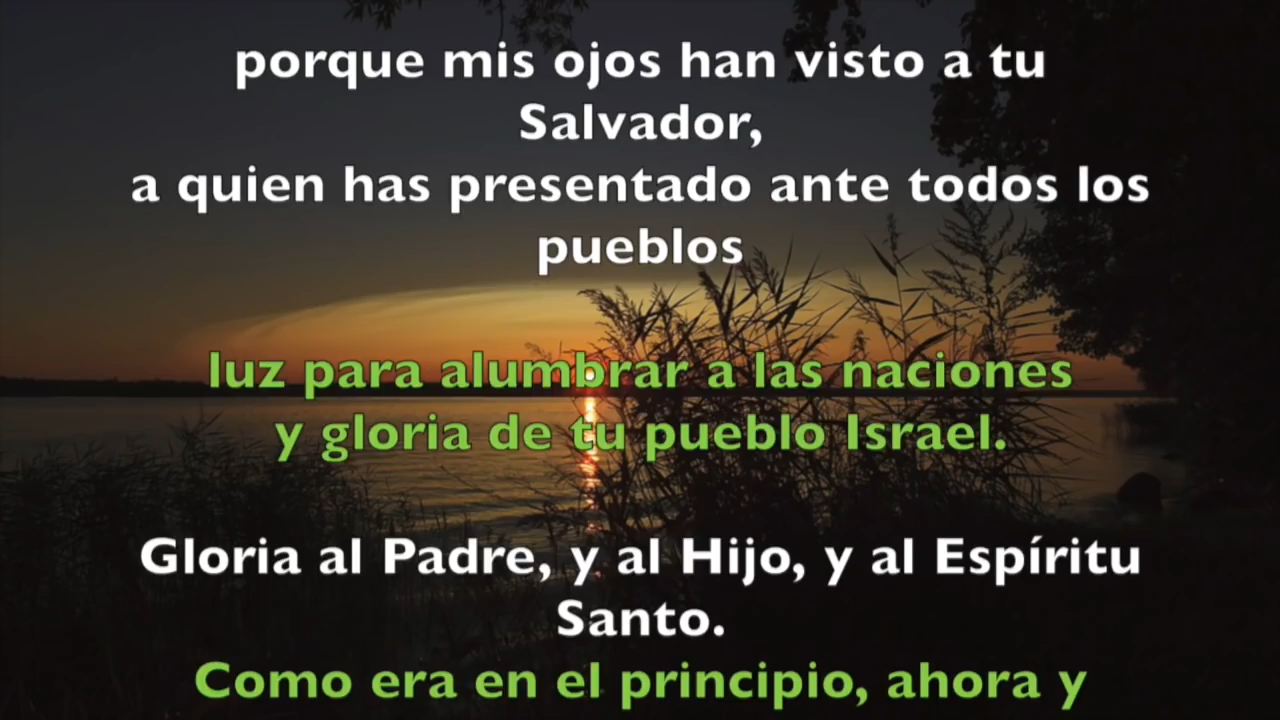 porque mis ojos han visto a tu
Salvador,
a quien has presentado ante todos los
pueblos
luz para alumbrar a las naciones
y gloria de tu pueblo Israel.
Gloria al Padre, y al Hijo, y al Espíritu
Santo.
Como era en el principio, ahora y